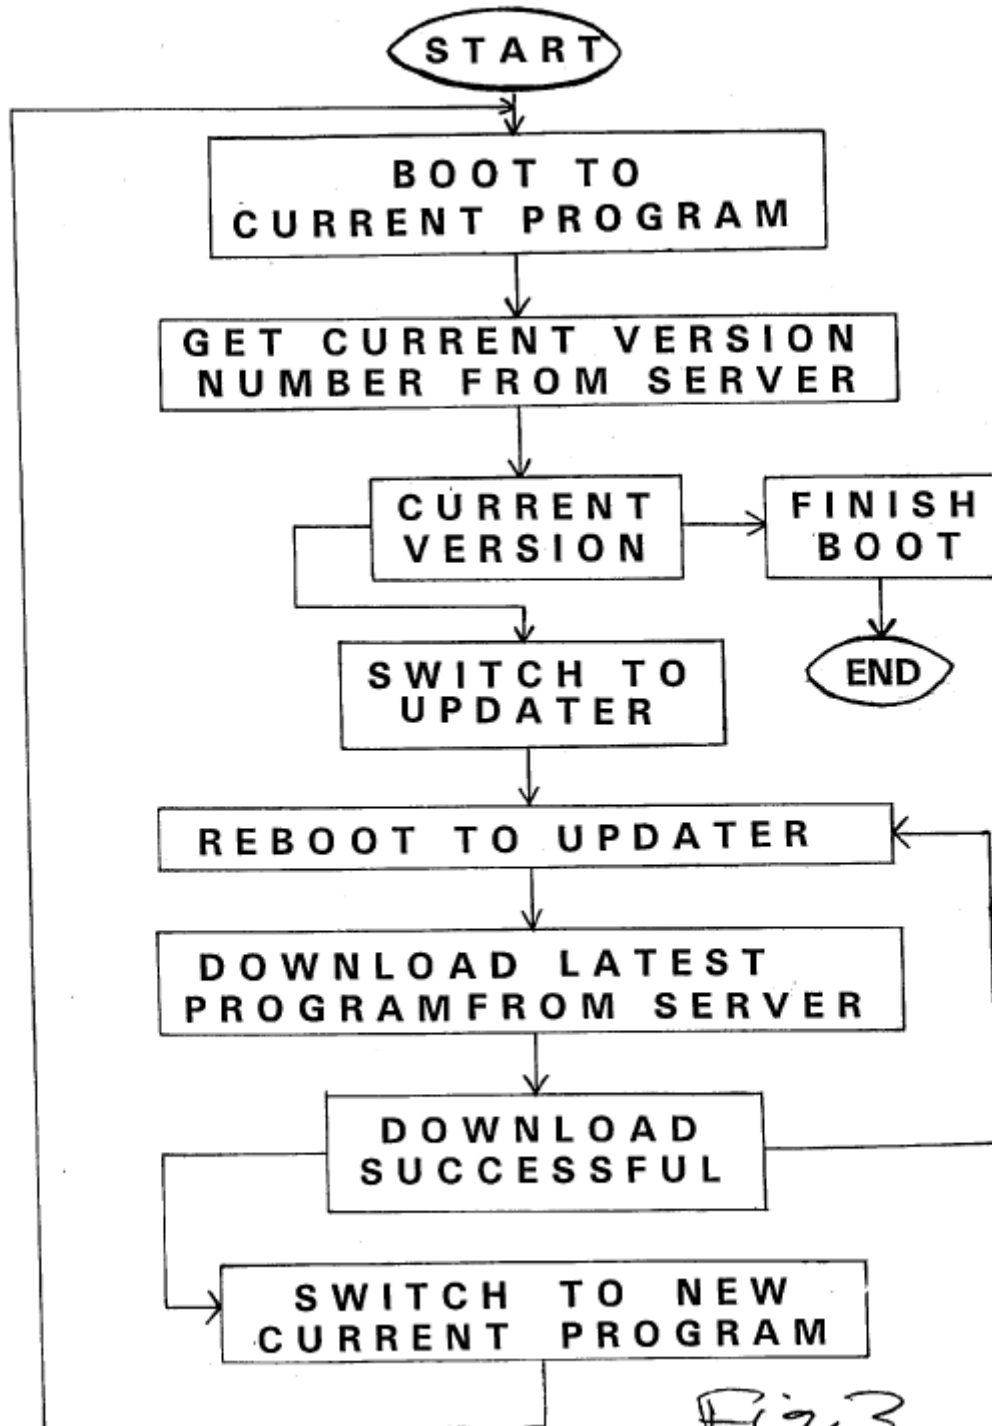 START
BOOT TO
CURRENT PROGRAM
GET CURRENT VERSION
NUMBER FROM SERVER
CURRENT
VERSION
FINISH
BOOT
END
SWITCH TO
UPDATER
REBOOT TO UPDATER
DOWNLOAD LATEST
PROGRAMFROM SERVER
DOWNLOAD
SUCCESSFUL
SWITCH TO NEW
CURRENT PROGRAM
Fig. 3